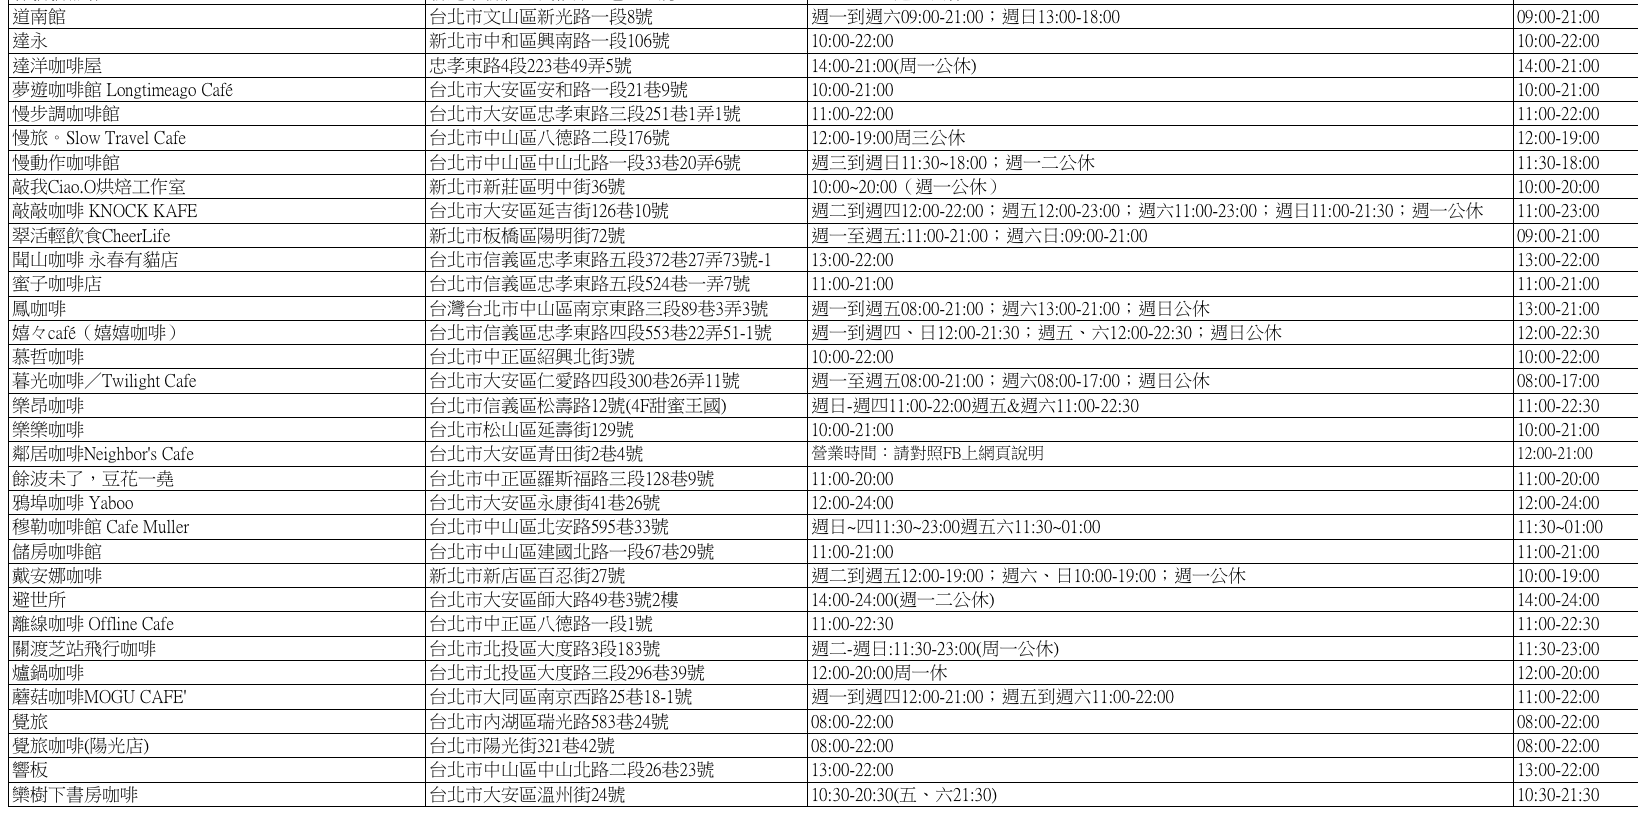 道南館 台北市文山區新光路一段8號 週一到週六09:00-21:00；週日13:00-18:00 09:00-21:00
達永 新北市中和區興南路一段106號 10:00-22:00 10:00-22:00
達洋咖啡屋 忠孝東路4段223巷49弄5號 14:00-21:00(周一公休) 14:00-21:00
夢遊咖啡館 Longtimeago Café 台北市大安區安和路一段21巷9號 10:00-21:00 10:00-21:00
慢步調咖啡館 台北市大安區忠孝東路三段251巷1弄1號 11:00-22:00 11:00-22:00
慢旅。Slow Travel Cafe 台北市中山區八德路二段176號 12:00-19:00周三公休 12:00-19:00
慢動作咖啡館 台北市中山區中山北路一段33巷20弄6號 週三到週日11:30~18:00；週一二公休 11:30-18:00
敲我Ciao.O烘焙工作室 新北市新莊區明中街36號 10:00~20:00（週一公休） 10:00-20:00
敲敲咖啡 KNOCK KAFE 台北市大安區延吉街126巷10號 週二到週四12:00-22:00；週五12:00-23:00；週六11:00-23:00；週日11:00-21:30；週一公休 11:00-23:00
翠活輕飲食CheerLife 新北市板橋區陽明街72號 週一至週五:11:00-21:00；週六日:09:00-21:00 09:00-21:00
聞山咖啡 永春有貓店 台北市信義區忠孝東路五段372巷27弄73號-1 13:00-22:00 13:00-22:00
蜜子咖啡店 台北市信義區忠孝東路五段524巷一弄7號 11:00-21:00 11:00-21:00
鳳咖啡 台灣台北市中山區南京東路三段89巷3弄3號 週一到週五08:00-21:00；週六13:00-21:00；週日公休 13:00-21:00
嬉々café（嬉嬉咖啡） 台北市信義區忠孝東路四段553巷22弄51-1號 週一到週四、日12:00-21:30；週五、六12:00-22:30；週日公休 12:00-22:30
慕哲咖啡 台北市中正區紹興北街3號 10:00-22:00 10:00-22:00
暮光咖啡／Twilight Cafe 台北市大安區仁愛路四段300巷26弄11號 週一至週五08:00-21:00；週六08:00-17:00；週日公休 08:00-17:00
樂昂咖啡 台北市信義區松壽路12號(4F甜蜜王國) 週日-週四11:00-22:00週五&週六11:00-22:30 11:00-22:30
樂樂咖啡 台北市松山區延壽街129號 10:00-21:00 10:00-21:00
鄰居咖啡Neighbor's Cafe 台北市大安區青田街2巷4號 營業時間：請對照FB上網頁說明 12:00-21:00
餘波未了，豆花一堯 台北市中正區羅斯福路三段128巷9號 11:00-20:00 11:00-20:00
鴉埠咖啡 Yaboo 台北市大安區永康街41巷26號 12:00-24:00 12:00-24:00
穆勒咖啡館 Cafe Muller 台北市中山區北安路595巷33號 週日~四11:30~23:00週五六11:30~01:00 11:30~01:00
儲房咖啡館 台北市中山區建國北路一段67巷29號 11:00-21:00 11:00-21:00
戴安娜咖啡 新北市新店區百忍街27號 週二到週五12:00-19:00；週六、日10:00-19:00；週一公休 10:00-19:00
避世所 台北市大安區師大路49巷3號2樓 14:00-24:00(週一二公休) 14:00-24:00
離線咖啡 Offline Cafe 台北市中正區八德路一段1號 11:00-22:30 11:00-22:30
關渡芝站飛行咖啡 台北市北投區大度路3段183號 週二-週日:11:30-23:00(周一公休) 11:30-23:00
爐鍋咖啡 台北市北投區大度路三段296巷39號 12:00-20:00周一休 12:00-20:00
蘑菇咖啡MOGU CAFE' 台北市大同區南京西路25巷18-1號 週一到週四12:00-21:00；週五到週六11:00-22:00 11:00-22:00
覺旅 台北市內湖區瑞光路583巷24號 08:00-22:00 08:00-22:00
覺旅咖啡(陽光店) 台北市陽光街321巷42號 08:00-22:00 08:00-22:00
響板 台北市中山區中山北路二段26巷23號 13:00-22:00 13:00-22:00
欒樹下書房咖啡 台北市大安區溫州街24號 10:30-20:30(五、六21:30) 10:30-21:30